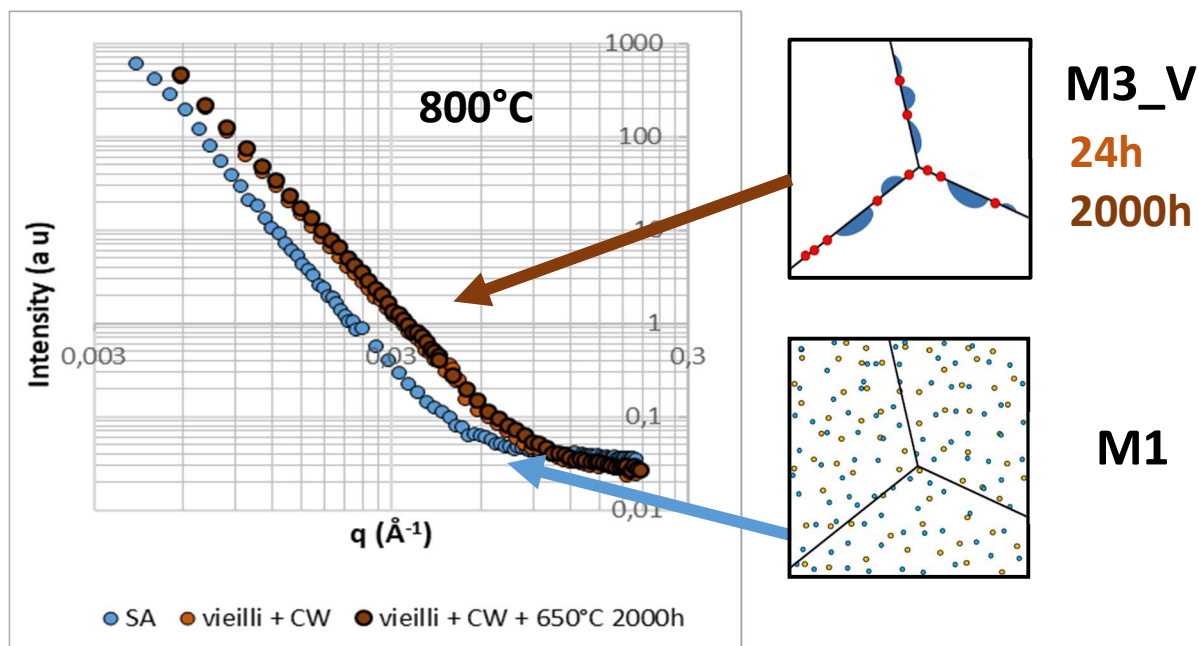 1000
800°C
100
10
1
0,003
0,03
0,3
0,1
0,01
Intensity (a u)
q (Å-1)
SA
vieilli + CW
vieilli + CW + 650°C 2000h
M3_V
24h
2000h
M1